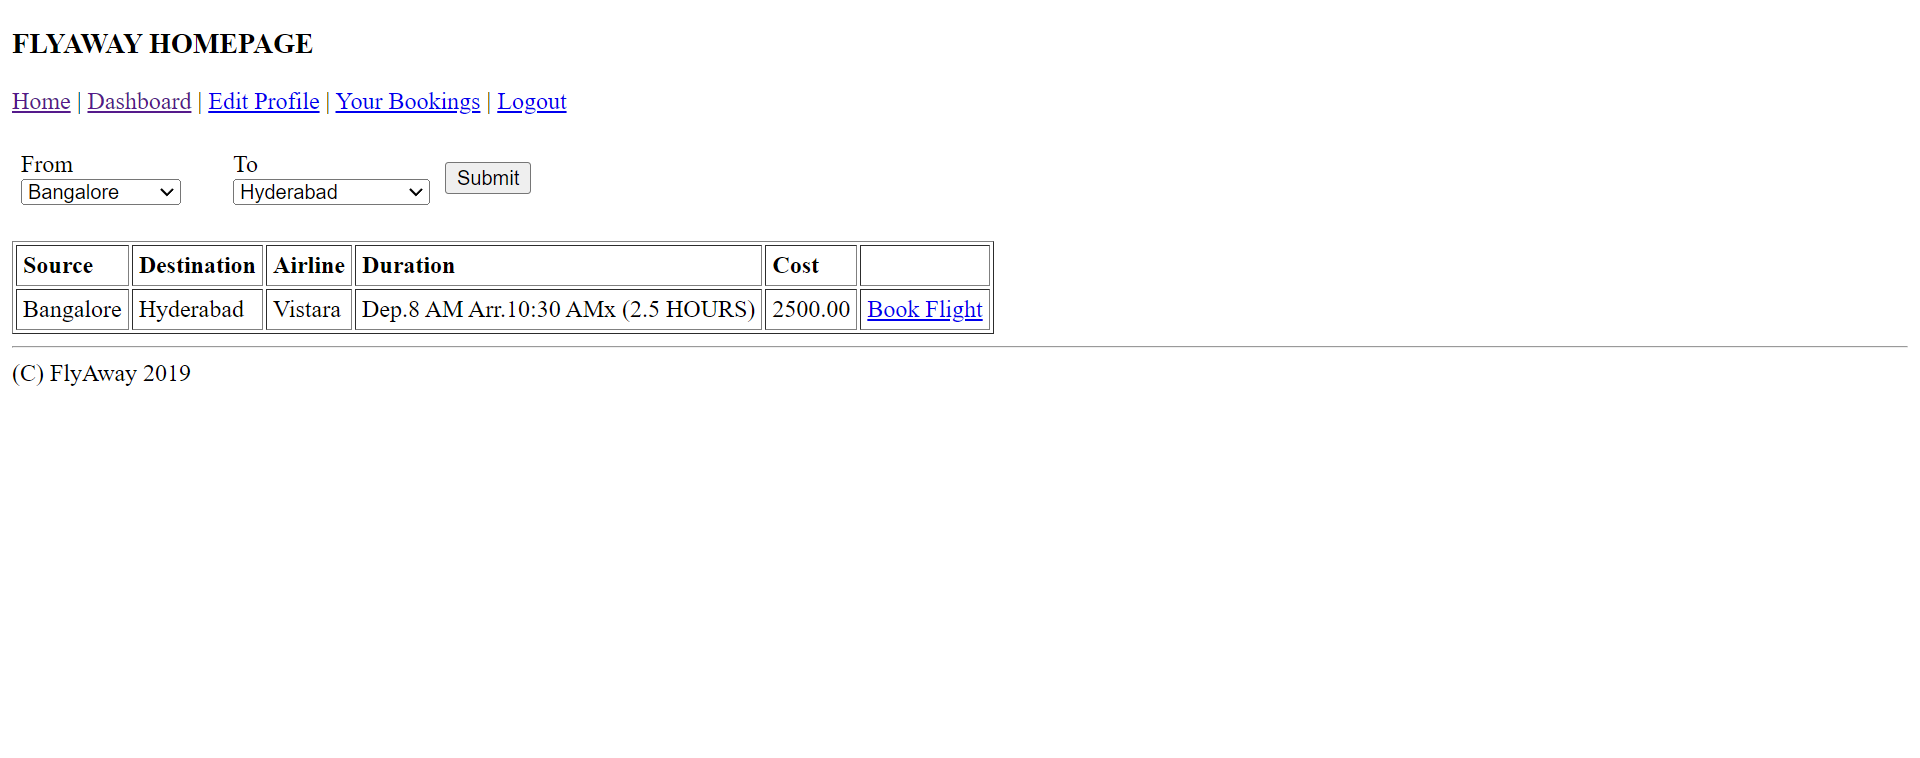 FLYAWAY HOMEPAGE
Home | Dashboard | Edit Profile | Your Bookings | Logout
From To
Bangalore Hyderabad Submit
Source Destination Airline Duration Cost
Bangalore Hyderabad Vistara Dep.8 AM Arr.10:30 AMx (2.5 HOURS) 2500.00 Book Flight
(C) FlyAway 2019